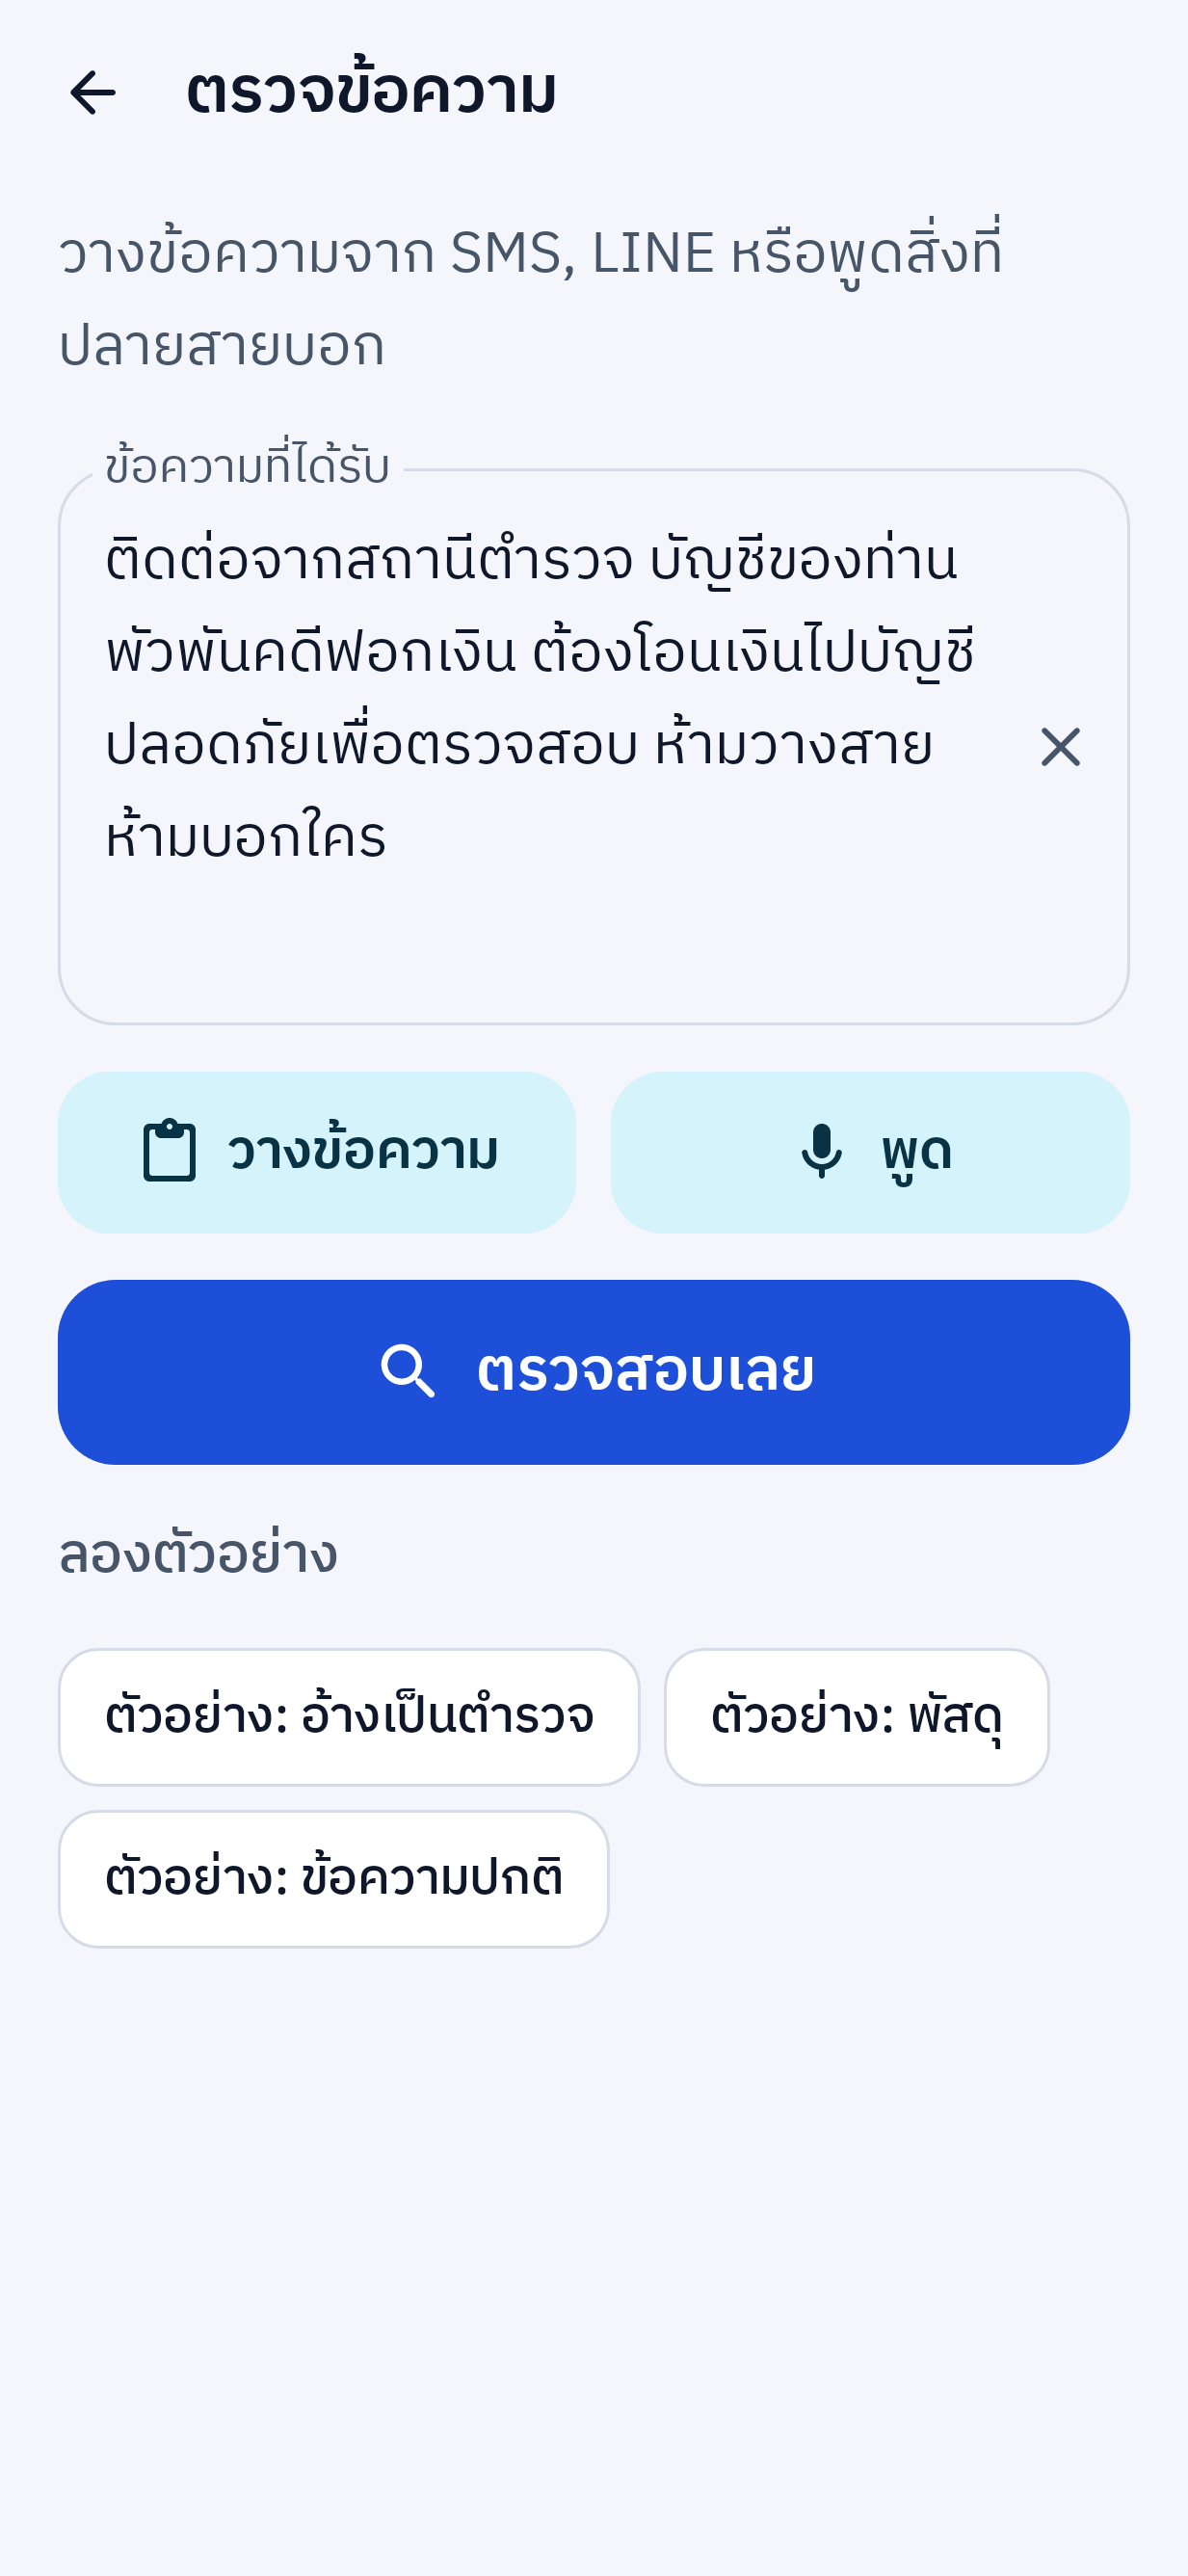 ตรวจข้อความ
วางข้อความจาก SMS, LINE หรือพูดสิ่งที่
ปลายสายบอก
ข้อความที่ได้รับ
ติดต่อจากสถานีตำรวจ บัญชีของท่าน
พัวพันคดีฟอกเงิน ต้องโอนเงินไปบัญชี
ปลอดภัยเพื่อตรวจสอบ ห้ามวางสาย
ห้ามบอกใคร
วางข้อความ
พูด
ตรวจสอบเลย
ลองตัวอย่าง
ตัวอย่าง: อ้างเป็นตำรวจ
ตัวอย่าง: พัสดุ
ตัวอย่าง: ข้อความปกติ